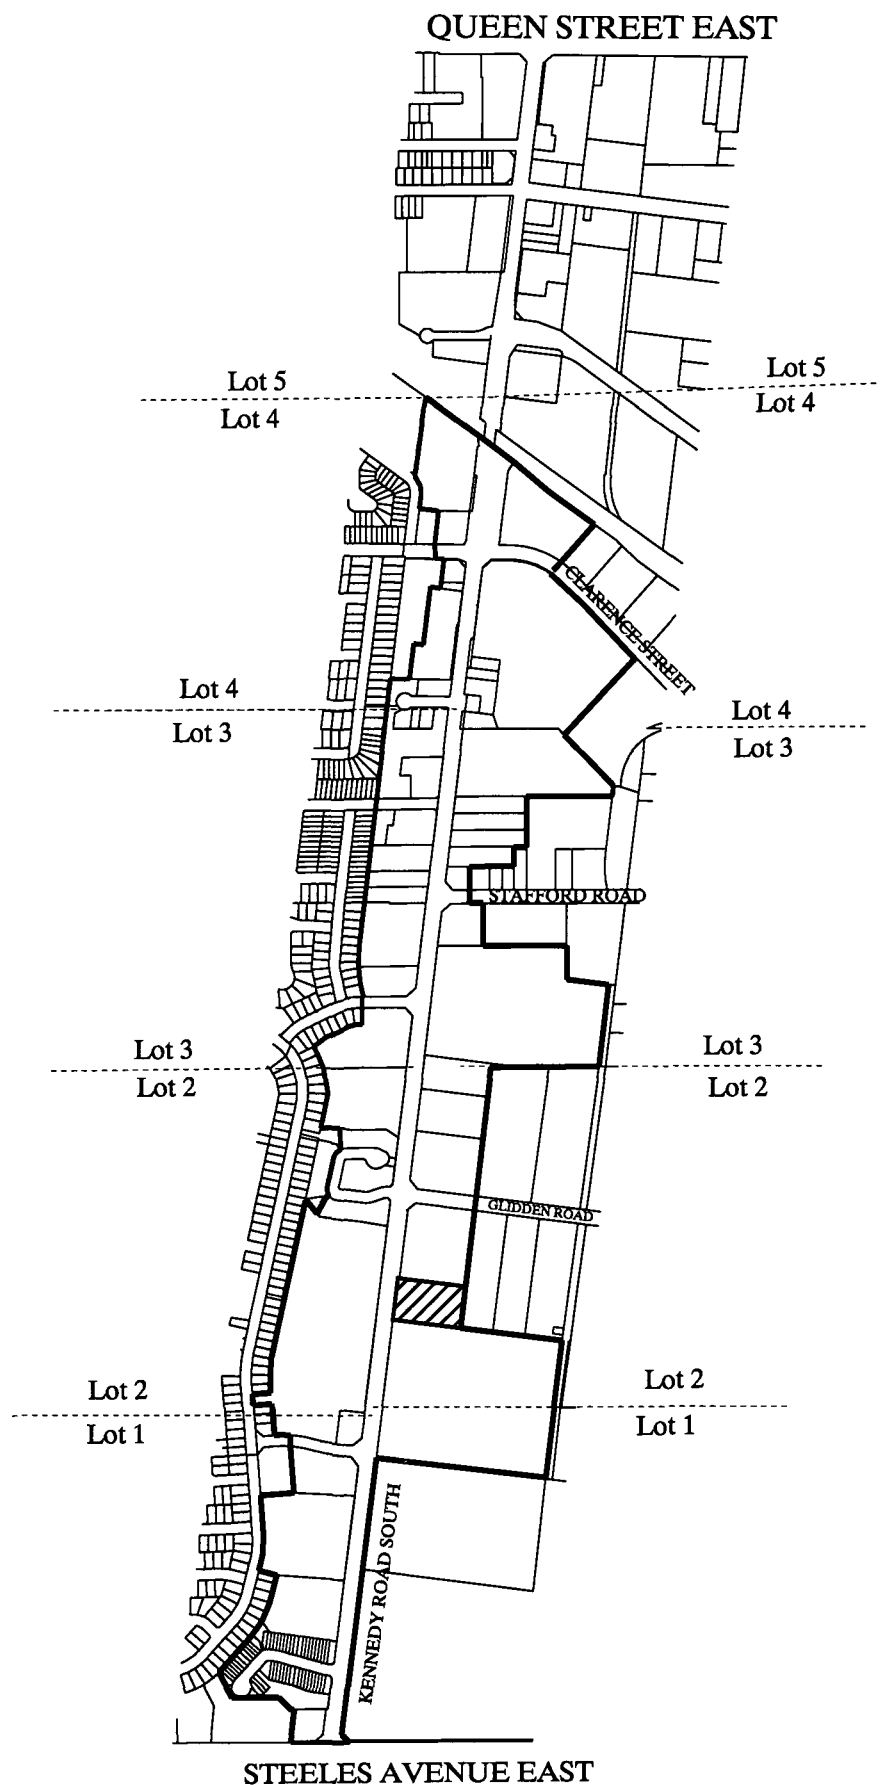 QUEEN STREET EAST
Lot 5
Lot 5
Lot 4
Lot 4
CLARENCE STREET
Lot 4
Lot 4
Lot 3
Lot 3
STAFFORD ROAD
Lot 3
Lot 3
Lot 2
Lot 2
GLIDDEN ROAD
Lot 2
Lot 2
Lot 1
Lot 1
KENNEDY ROAD SOUTH
STEELES AVENUE EAST